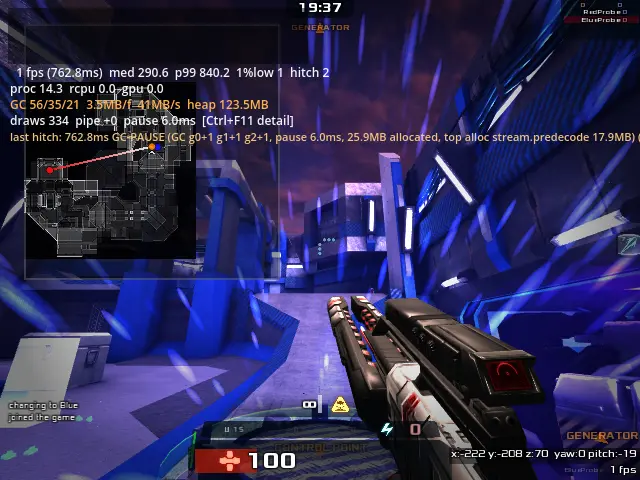 19:37
GENERATOR
RedProbe
BlueProbe
1 fps (762.8ms) med 290.6 p99 840.2 1%low 1 hitch 2
proc 14.3 rcpu 0.0 gpu 0.0
GC 56/35/21 3.5MB/f 41MB/s heap 123.5MB
draws 334 pipe +0 pause 6.0ms [Ctrl+F11 detail]
last hitch: 762.8ms GC-PAUSE (GC g0+1 g1+1 g2+1, pause 6.0ms, 25.9MB allocated, top alloc stream.predecode 17.9MB) (
changing to Blue
joined the game
∞
U 15
0
CONTROL POINT
GENERATOR
100
x:-222 y:-208 z:70 yaw:0 pitch:-19
BlueProbe
1 fps